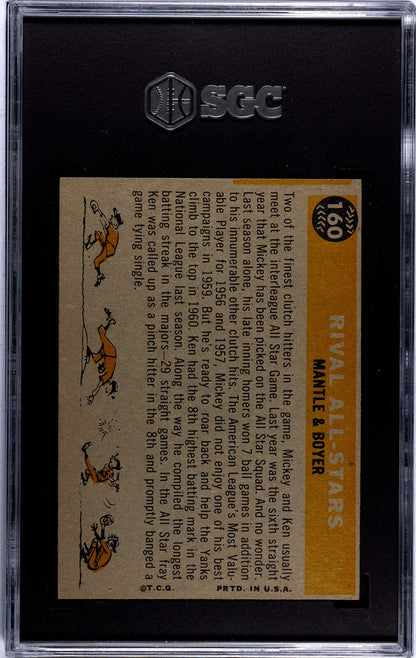 SGC
160
RIVAL ALL-STARS
MANTLE & BOYER
Two of the finest clutch hitters in the game, Mickey and Ken usually
meet at the interleague All Star Game. Last year was the sixth straight
year that Mickey has been picked on the All Star Squad. And no wonder.
Last season alone, his late inning homers won 7 ball games in addition
to his innumerable other clutch hits. The American League's Most Valu-
able Player for 1956 and 1957, Mickey did not enjoy one of his best
campaigns in 1959. But he's ready to roar back and help the Yanks
climb to the top in 1960. Ken had the 8th highest batting mark in the
National League last season. Along the way he compiled the longest
batting streak in the majors—29 straight games. In the All Star fray
Ken was called up as a pinch hitter in the 8th and promptly banged a
game tying single.
©T.C.G. PRTD. IN U.S.A.